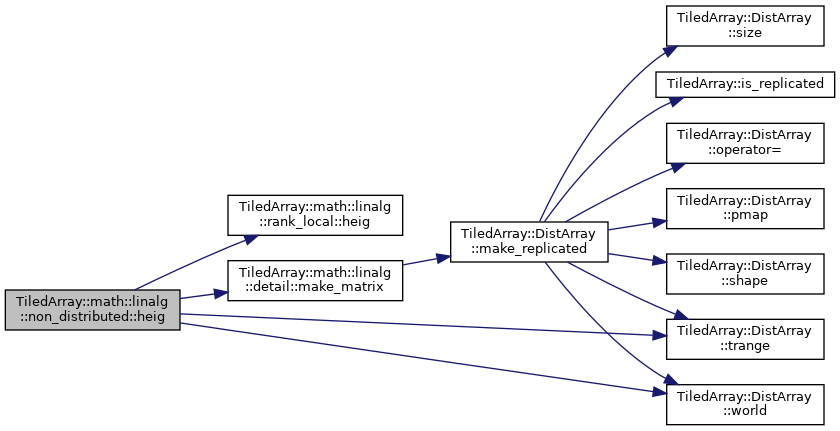 TiledArray::math::linalg
::non_distributed::heig
TiledArray::math::linalg
::rank_local::heig
TiledArray::math::linalg
::detail::make_matrix
TiledArray::DistArray
::make_replicated
TiledArray::DistArray
::size
TiledArray::is_replicated
TiledArray::DistArray
::operator=
TiledArray::DistArray
::pmap
TiledArray::DistArray
::shape
TiledArray::DistArray
::trange
TiledArray::DistArray
::world